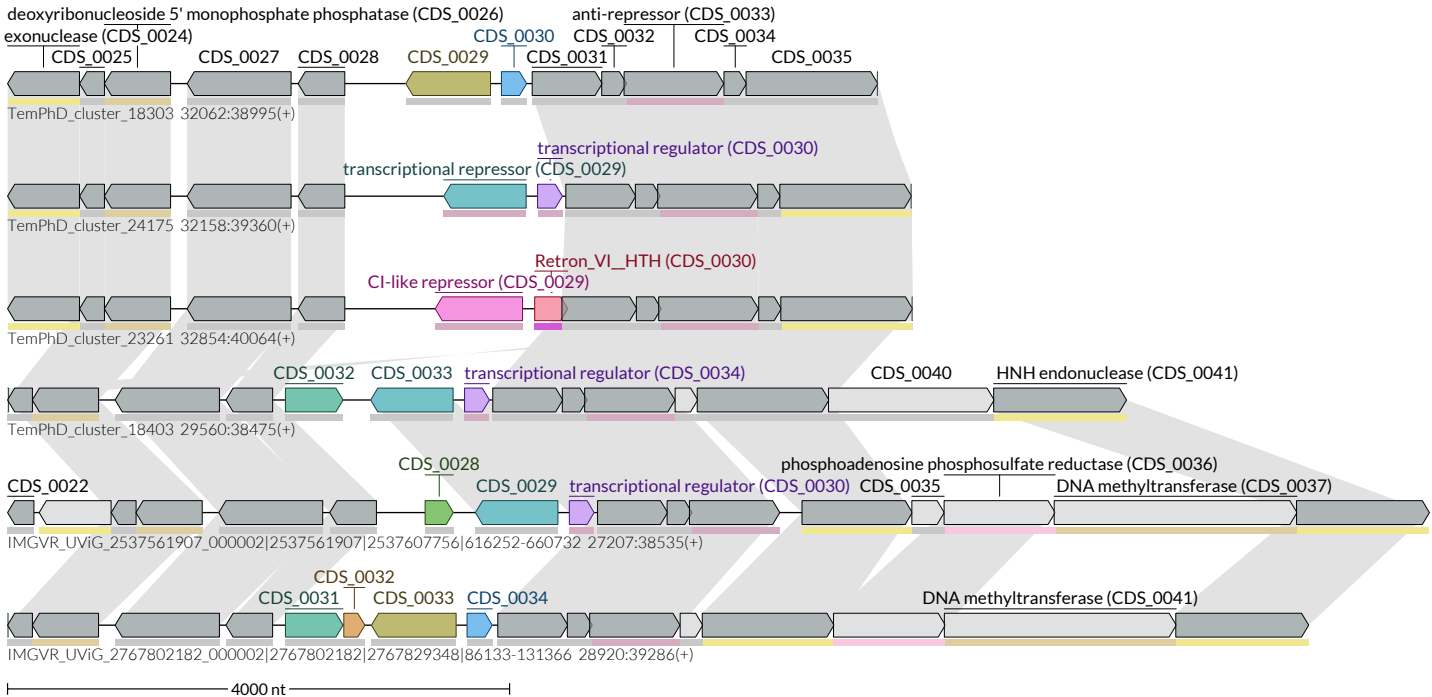 deoxyribonucleoside 5' monophosphate phosphatase (CDS_0026) anti-repressor (CDS_0033)
exonuclease (CDS_0024) CDS_0030 CDS_0032 CDS_0034
CDS_0025 CDS_0027 CDS_0028 CDS_0029 CDS_0031 CDS_0035
TemPhD_cluster_18303 32062:38995(+)
transcriptional regulator (CDS_0030)
transcriptional repressor (CDS_0029)
TemPhD_cluster_24175 32158:39360(+)
Retron_VI__HTH (CDS_0030)
CI-like repressor (CDS_0029)
TemPhD_cluster_23261 32854:40064(+)
CDS_0032 CDS_0033 transcriptional regulator (CDS_0034) CDS_0040 HNH endonuclease (CDS_0041)
TemPhD_cluster_18403 29560:38475(+)
CDS_0028 phosphoadenosine phosphosulfate reductase (CDS_0036)
CDS_0022 CDS_0029 transcriptional regulator (CDS_0030) CDS_0035 DNA methyltransferase (CDS_0037)
IMGVR_UViG_2537561907_000002|2537561907|2537607756|616252-660732 27207:38535(+)
CDS_0032
CDS_0031 CDS_0033 CDS_0034 DNA methyltransferase (CDS_0041)
IMGVR_UViG_2767802182_000002|2767802182|2767829348|86133-131366 28920:39286(+)
4000 nt